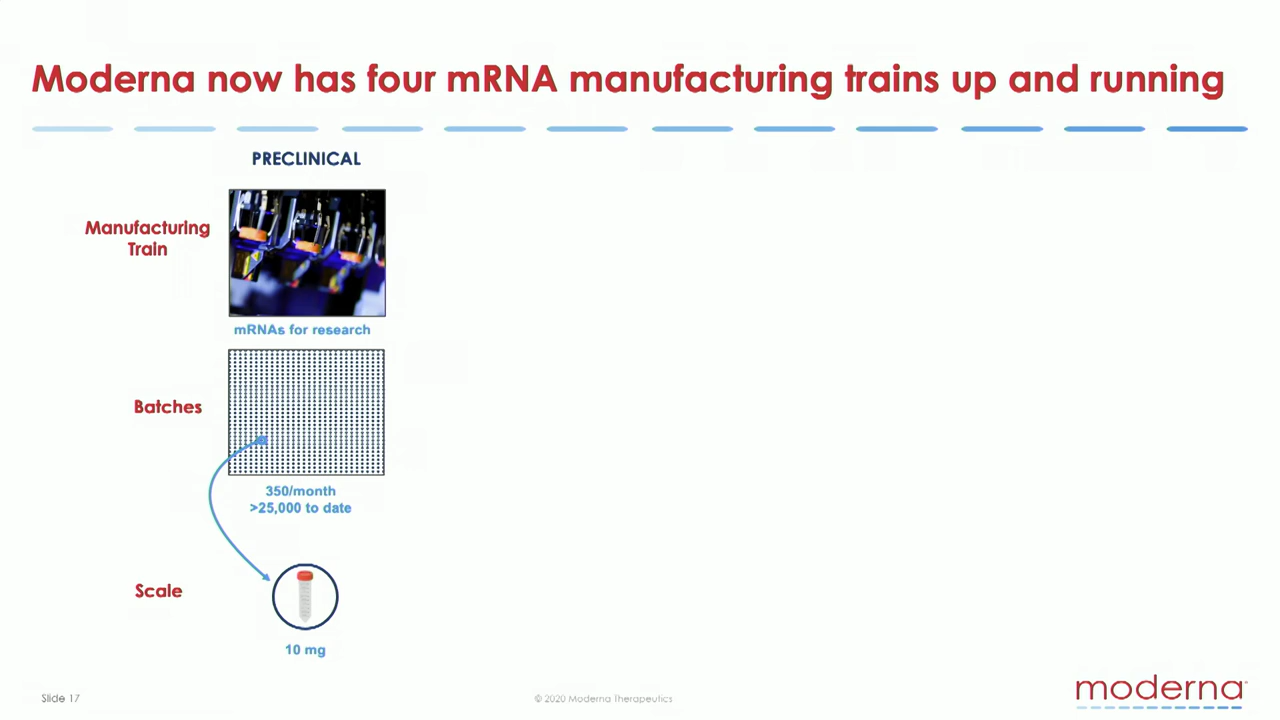 Moderna now has four mRNA manufacturing trains up and running
PRECLINICAL
Manufacturing
Train
mRNAs for research
Batches
350/month
>25,000 to date
Scale
10 mg
Slide 17
© 2020 Moderna Therapeutics
moderna